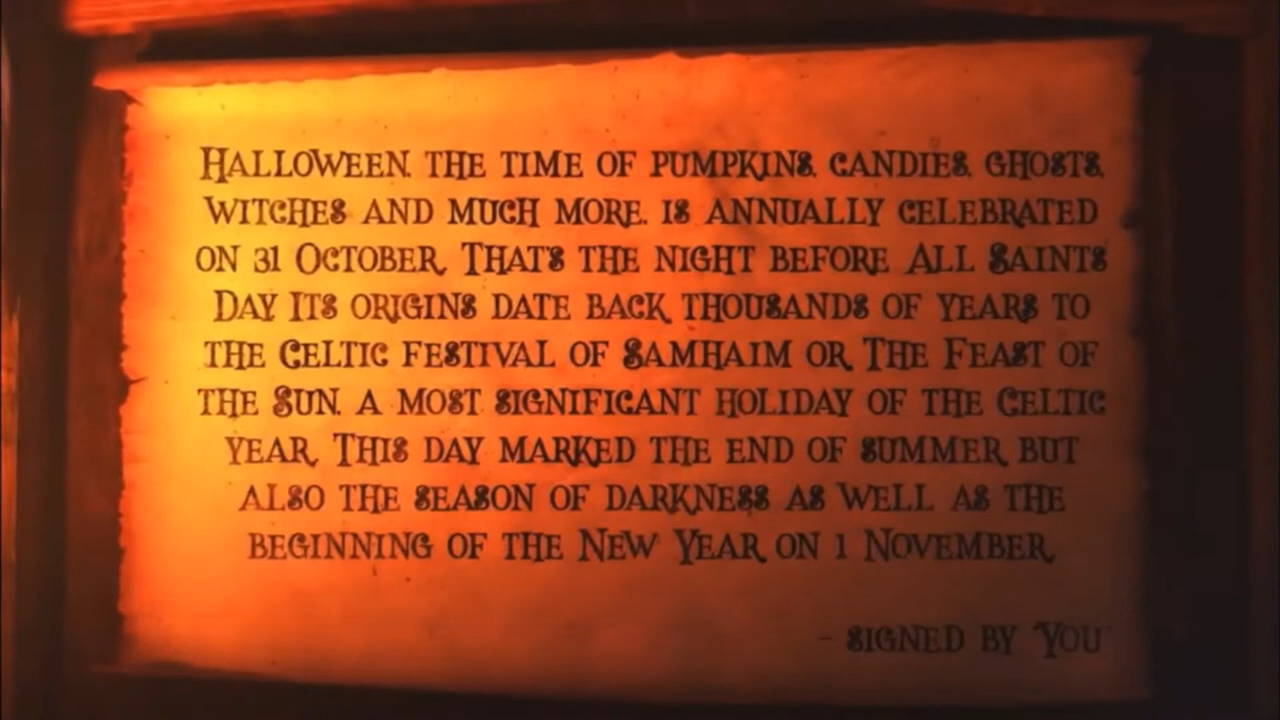 Halloween, the time of pumpkins, candies, ghosts,
witches and much more, is annually celebrated
on 31 October. That's the night before All Saints
Day. Its origins date back thousands of years to
the Celtic festival of Samhaim or The Feast of
the Sun, a most significant holiday of the Celtic
year. This day marked the end of summer but
also the season of darkness as well as the
beginning of the New Year on 1 November.
- signed by "You"